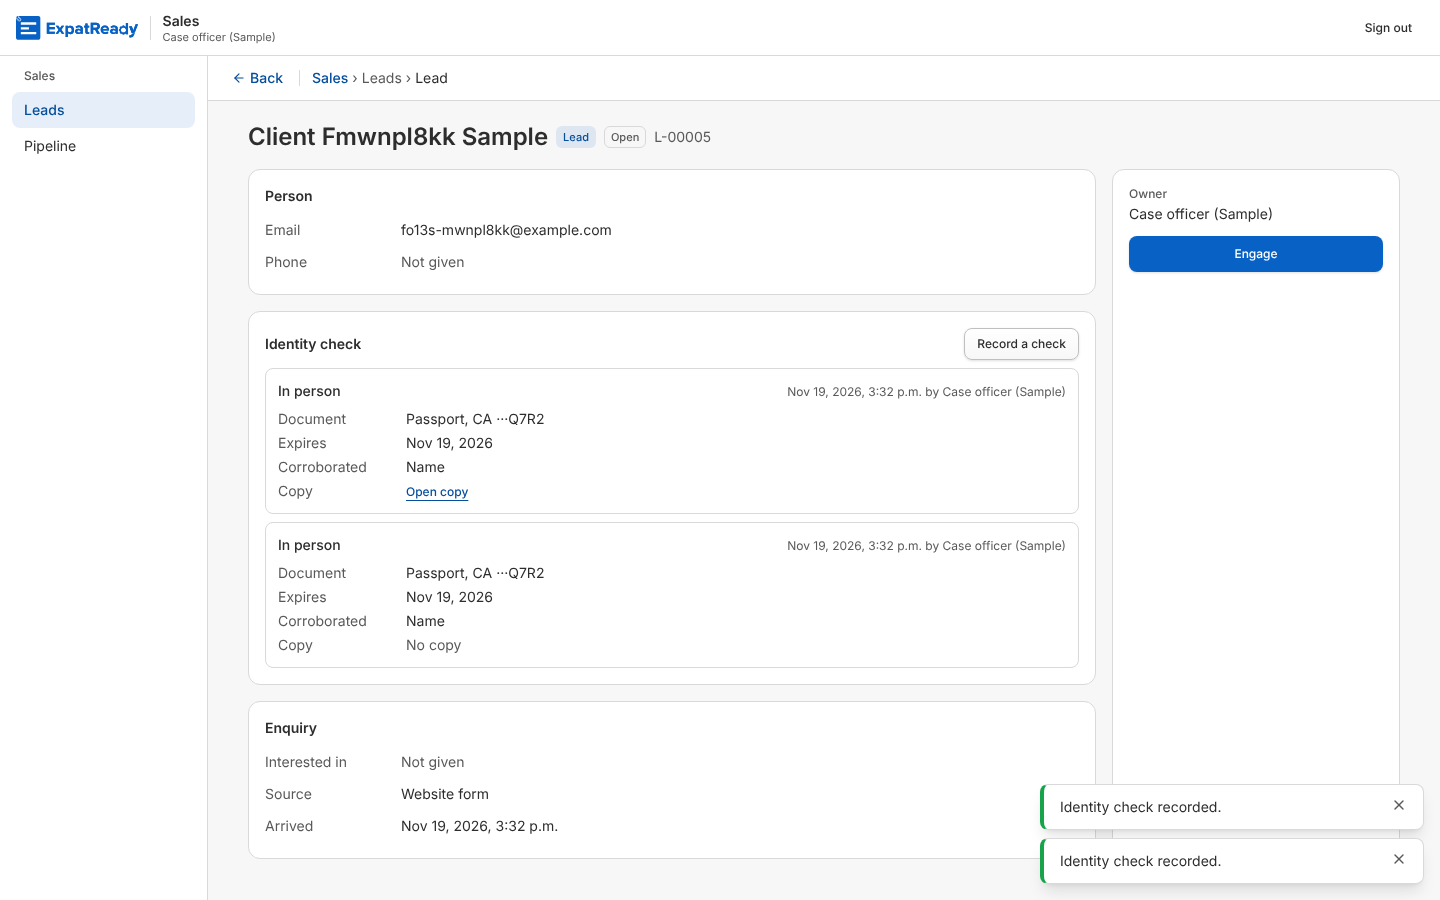 ExpatReady
Sales
Case officer (Sample)
Sign out
Sales
Leads
Pipeline
← Back
Sales › Leads › Lead
Client Fmwnpl8kk Sample Lead Open L-00005
Person
Email fo13s-mwnpl8kk@example.com
Phone Not given
Owner
Case officer (Sample)
Engage
Identity check Record a check
In person Nov 19, 2026, 3:32 p.m. by Case officer (Sample)
Document Passport, CA ···Q7R2
Expires Nov 19, 2026
Corroborated Name
Copy Open copy
In person Nov 19, 2026, 3:32 p.m. by Case officer (Sample)
Document Passport, CA ···Q7R2
Expires Nov 19, 2026
Corroborated Name
Copy No copy
Enquiry
Interested in Not given
Source Website form
Arrived Nov 19, 2026, 3:32 p.m.
Identity check recorded.
Identity check recorded.